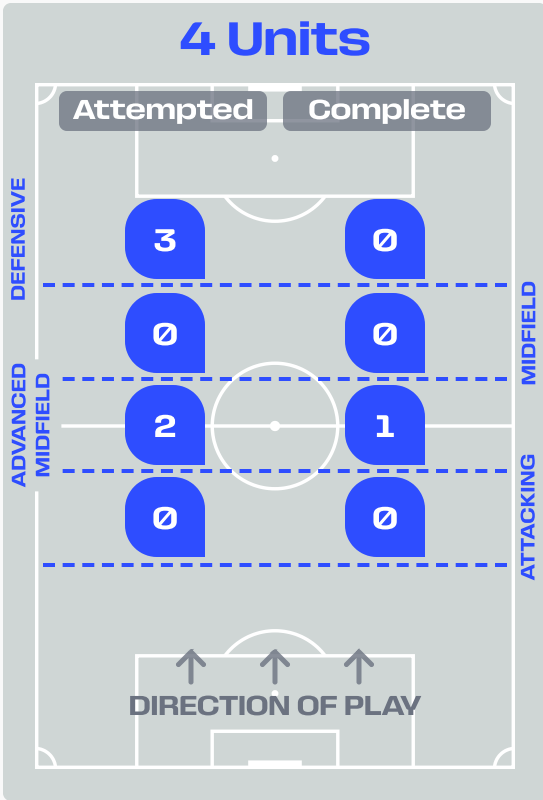 4 Units
Attempted Complete
DEFENSIVE
3 0
MIDFIELD
0 0
ADVANCED
MIDFIELD
2 1
ATTACKING
0 0
DIRECTION OF PLAY